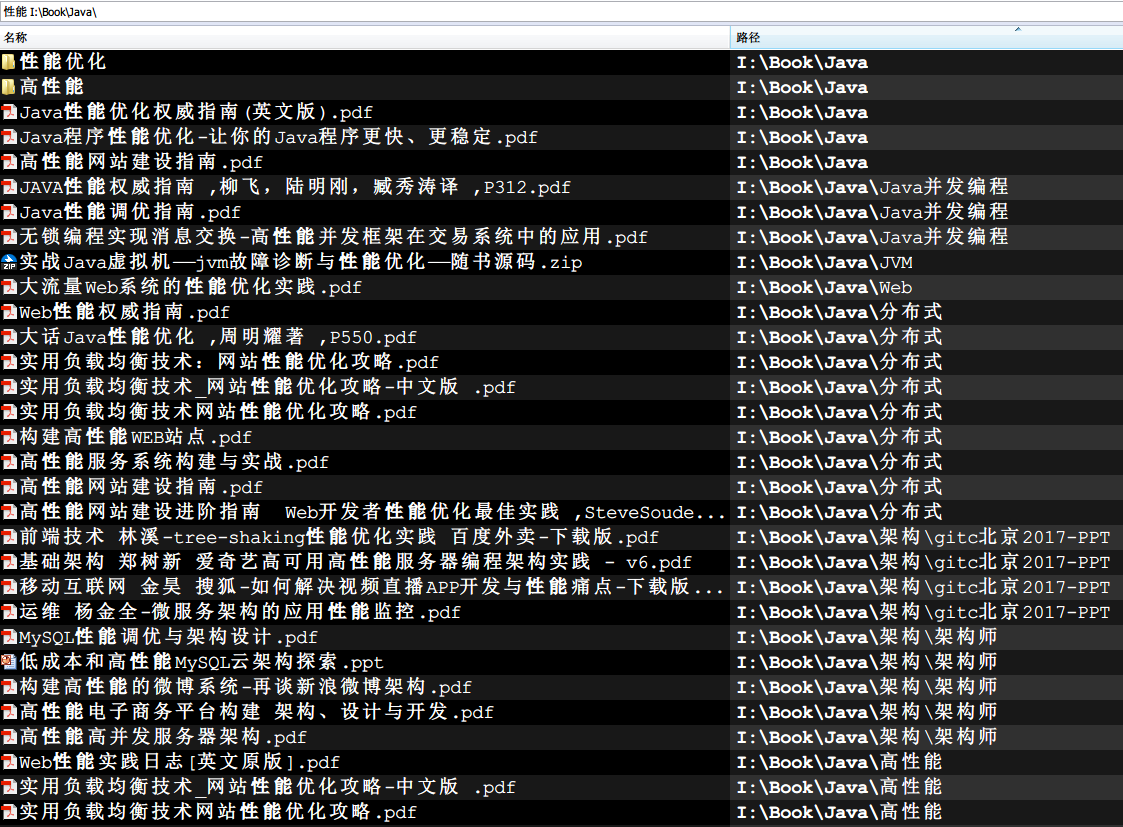 性能 I:\Book\Java\
名称 路径
性能优化 I:\Book\Java
高性能 I:\Book\Java
Java性能优化权威指南(英文版).pdf I:\Book\Java
Java程序性能优化-让你的Java程序更快、更稳定.pdf I:\Book\Java
高性能网站建设指南.pdf I:\Book\Java
JAVA性能权威指南 ,柳飞，陆明刚，臧秀涛译 ,P312.pdf I:\Book\Java\Java并发编程
Java性能调优指南.pdf I:\Book\Java\Java并发编程
无锁编程实现消息交换-高性能并发框架在交易系统中的应用.pdf I:\Book\Java\Java并发编程
实战Java虚拟机——jvm故障诊断与性能优化——随书源码.zip I:\Book\Java\JVM
大流量Web系统的性能优化实践.pdf I:\Book\Java\Web
Web性能权威指南.pdf I:\Book\Java\分布式
大话Java性能优化 ,周明耀著 ,P550.pdf I:\Book\Java\分布式
实用负载均衡技术：网站性能优化攻略.pdf I:\Book\Java\分布式
实用负载均衡技术_网站性能优化攻略-中文版 .pdf I:\Book\Java\分布式
实用负载均衡技术网站性能优化攻略.pdf I:\Book\Java\分布式
构建高性能WEB站点.pdf I:\Book\Java\分布式
高性能服务系统构建与实战.pdf I:\Book\Java\分布式
高性能网站建设指南.pdf I:\Book\Java\分布式
高性能网站建设进阶指南  Web开发者性能优化最佳实践 ,SteveSoude... I:\Book\Java\分布式
前端技术 林溪-tree-shaking性能优化实践 百度外卖-下载版.pdf I:\Book\Java\架构\gitc北京2017-PPT
基础架构 郑树新 爱奇艺高可用高性能服务器编程架构实践 - v6.pdf I:\Book\Java\架构\gitc北京2017-PPT
移动互联网 金昊 搜狐-如何解决视频直播APP开发与性能痛点-下载版... I:\Book\Java\架构\gitc北京2017-PPT
运维 杨金全-微服务架构的应用性能监控.pdf I:\Book\Java\架构\gitc北京2017-PPT
MySQL性能调优与架构设计.pdf I:\Book\Java\架构\架构师
低成本和高性能MySQL云架构探索.ppt I:\Book\Java\架构\架构师
构建高性能的微博系统-再谈新浪微博架构.pdf I:\Book\Java\架构\架构师
高性能电子商务平台构建 架构、设计与开发.pdf I:\Book\Java\架构\架构师
高性能高并发服务器架构.pdf I:\Book\Java\架构\架构师
Web性能实践日志[英文原版].pdf I:\Book\Java\高性能
实用负载均衡技术_网站性能优化攻略-中文版 .pdf I:\Book\Java\高性能
实用负载均衡技术网站性能优化攻略.pdf I:\Book\Java\高性能